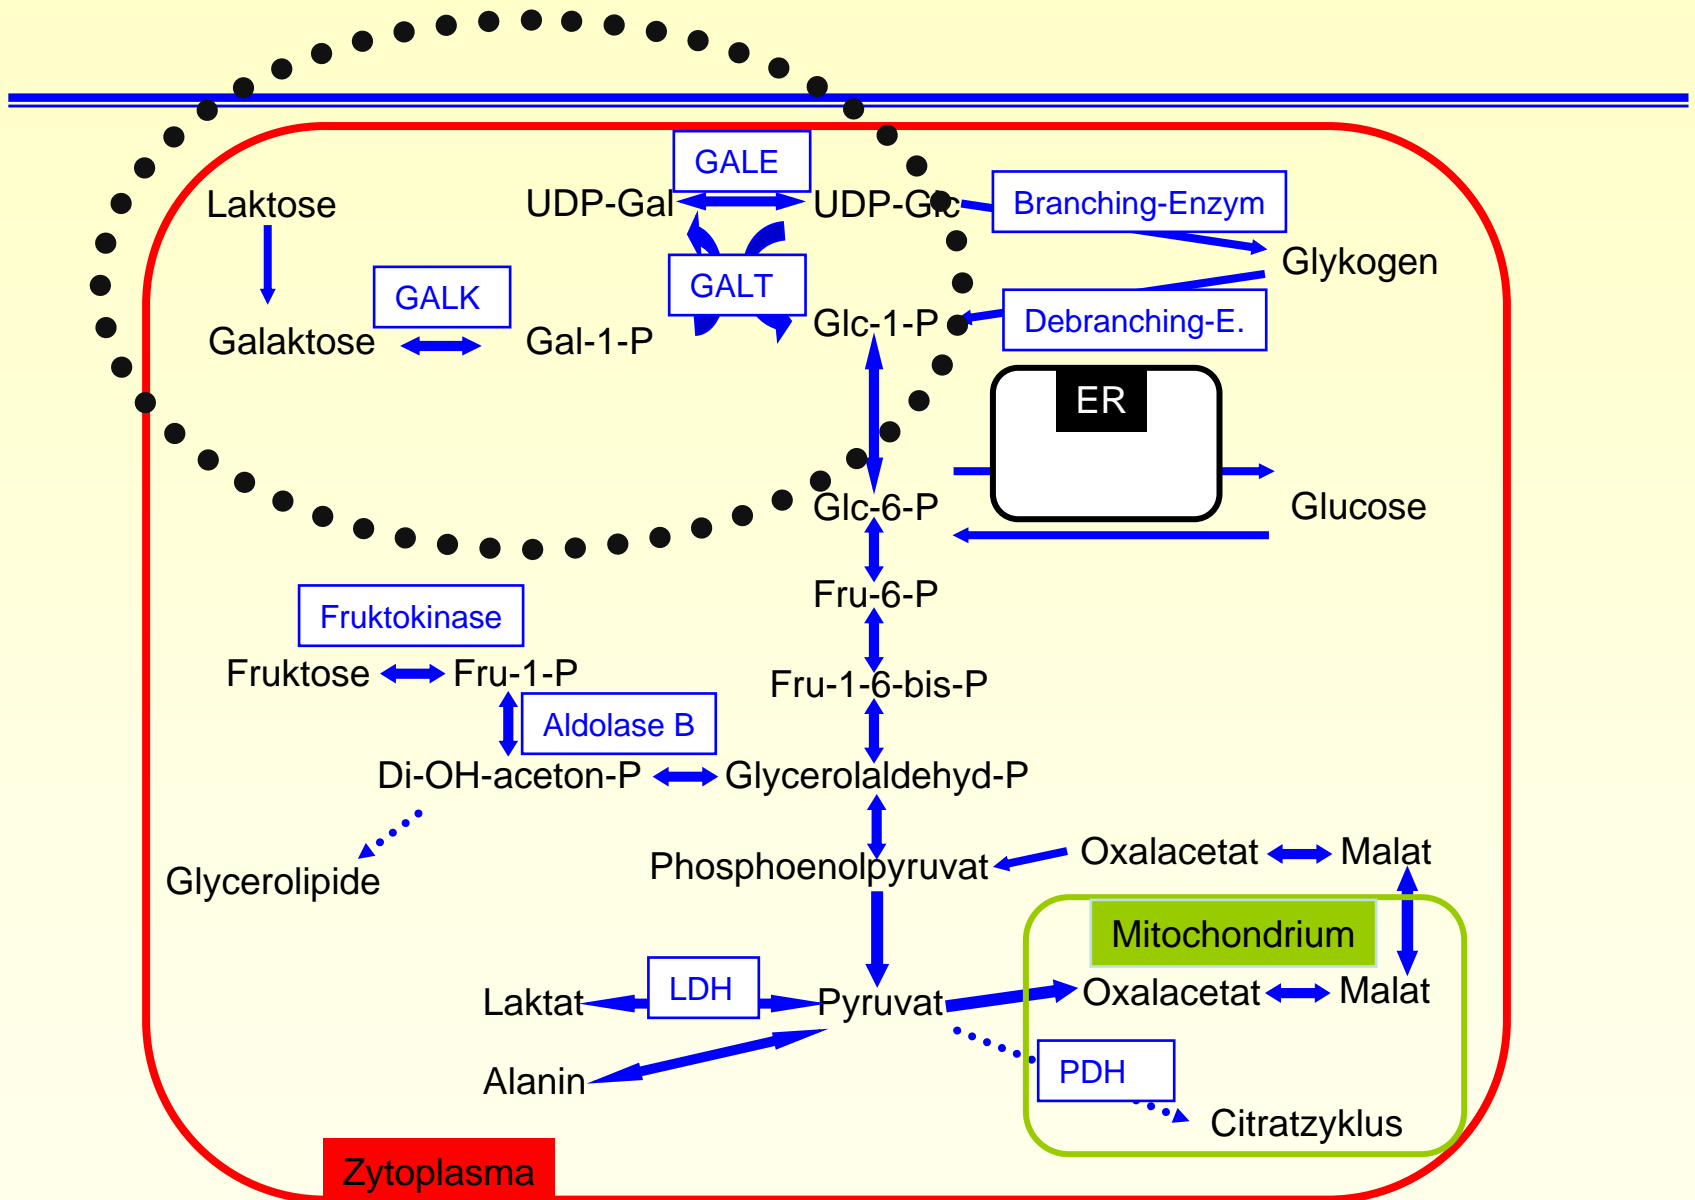 GALE
Laktose
UDP-Gal
UDP-Glc
Branching-Enzym
Glykogen
GALK
GALT
Galaktose
Gal-1-P
Glc-1-P
Debranching-E.
ER
Glc-6-P
Glucose
Fru-6-P
Fruktokinase
Fruktose
Fru-1-P
Fru-1-6-bis-P
Aldolase B
Di-OH-aceton-P
Glycerolaldehyd-P
Phosphoenolpyruvat
Oxalacetat
Malat
Glycerolipide
Mitochondrium
Laktat
LDH
Pyruvat
Oxalacetat
Malat
Alanin
PDH
Citratzyklus
Zytoplasma